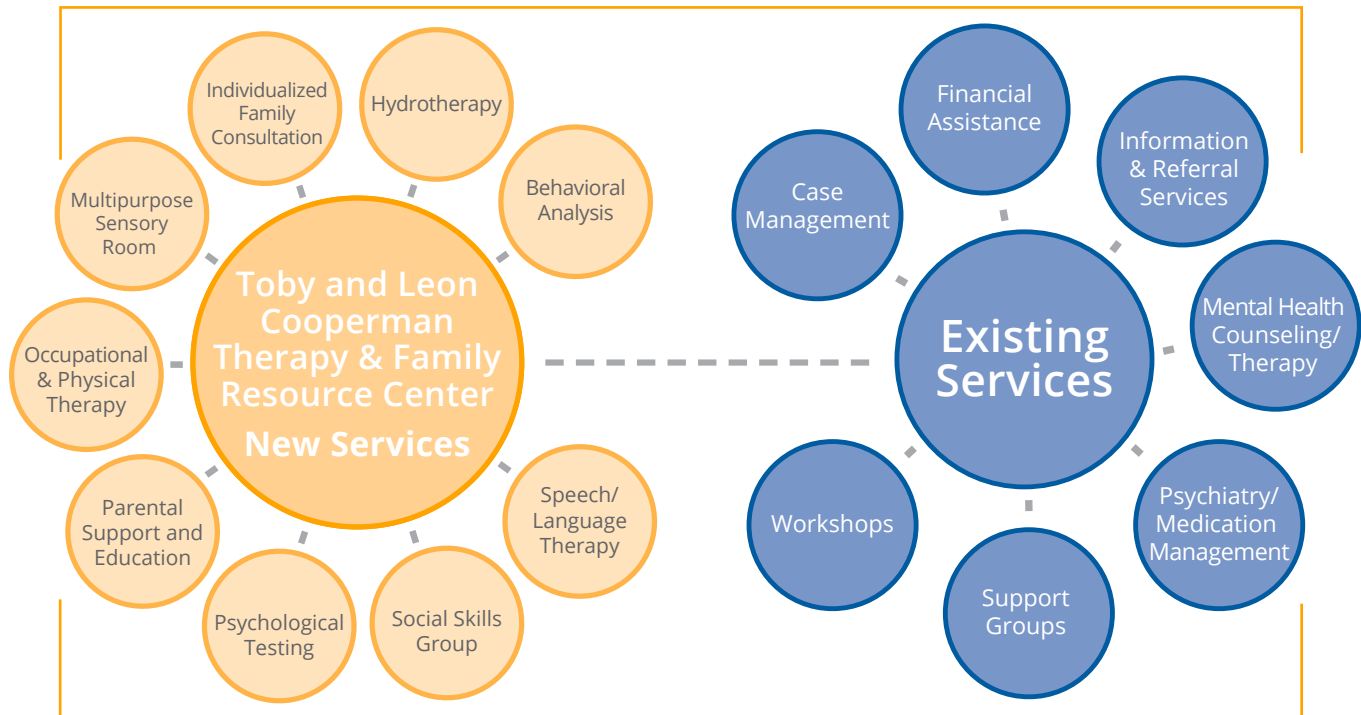 Individualized
Family
Consultation
Hydrotherapy
Behavioral
Analysis
Multipurpose
Sensory
Room
Occupational
& Physical
Therapy
Parental
Support and
Education
Psychological
Testing
Social Skills
Group
Speech/
Language
Therapy
Toby and Leon
Cooperman
Therapy & Family
Resource Center
New Services
Financial
Assistance
Information
& Referral
Services
Case
Management
Mental Health
Counseling/
Therapy
Existing
Services
Workshops
Psychiatry/
Medication
Management
Support
Groups